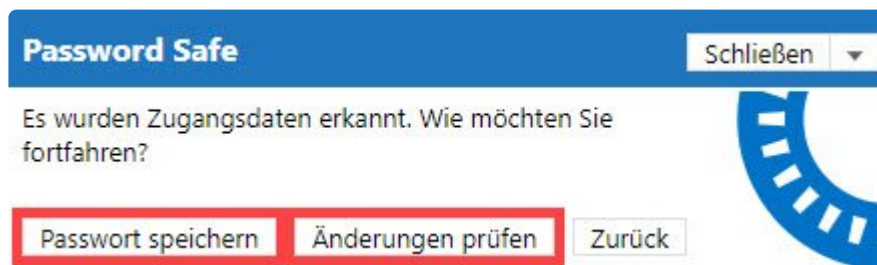 Password Safe
Schließen
Es wurden Zugangsdaten erkannt. Wie möchten Sie
fortfahren?
Passwort speichern Änderungen prüfen Zurück